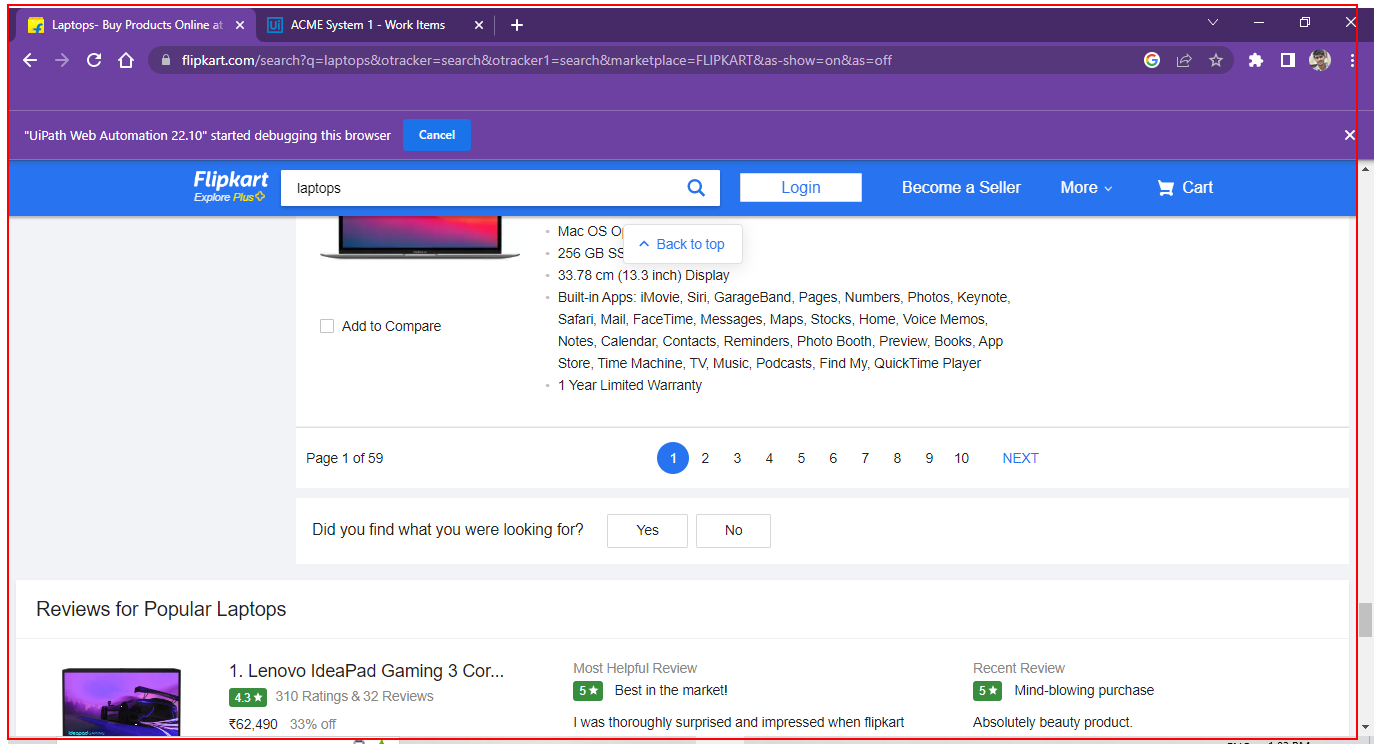 Laptops- Buy Products Online at
ACME System 1 - Work Items
flipkart.com/search?q=laptops&otracker=search&otracker1=search&marketplace=FLIPKART&as-show=on&as=off
"UiPath Web Automation 22.10" started debugging this browser Cancel
Flipkart
Explore Plus
laptops
Login
Become a Seller
More
Cart
Mac OS
Back to top
256 GB
33.78 cm (13.3 inch) Display
Built-in Apps: iMovie, Siri, GarageBand, Pages, Numbers, Photos, Keynote,
Safari, Mail, FaceTime, Messages, Maps, Stocks, Home, Voice Memos,
Notes, Calendar, Contacts, Reminders, Photo Booth, Preview, Books, App
Store, Time Machine, TV, Music, Podcasts, Find My, QuickTime Player
1 Year Limited Warranty
Add to Compare
Page 1 of 59 1 2 3 4 5 6 7 8 9 10 NEXT
Did you find what you were looking for? Yes No
Reviews for Popular Laptops
1. Lenovo IdeaPad Gaming 3 Cor...
4.3★ 310 Ratings & 32 Reviews
₹62,490 33% off
Most Helpful Review
5★ Best in the market!
I was thoroughly surprised and impressed when flipkart
Recent Review
5★ Mind-blowing purchase
Absolutely beauty product.